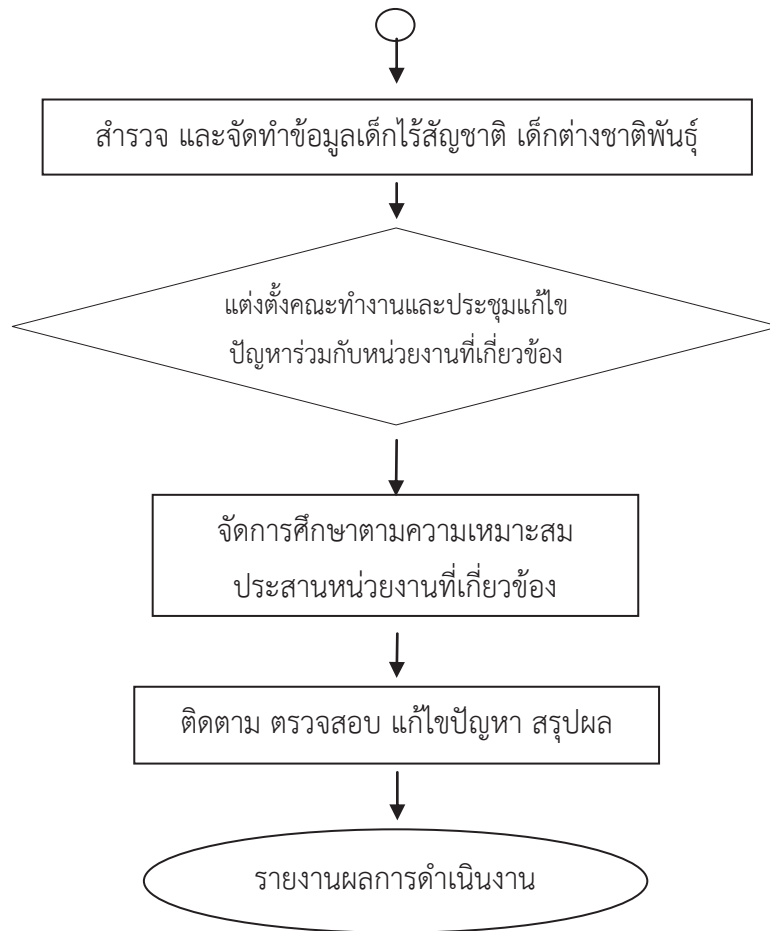 สำรวจ และจัดทำข้อมูลเด็กไร้สัญชาติ เด็กต่างชาติพันธุ์
แต่งตั้งคณะทำงานและประชุมแก้ไข
ปัญหาร่วมกับหน่วยงานที่เกี่ยวข้อง
จัดการศึกษาตามความเหมาะสม
ประสานหน่วยงานที่เกี่ยวข้อง
ติดตาม ตรวจสอบ แก้ไขปัญหา สรุปผล
รายงานผลการดำเนินงาน